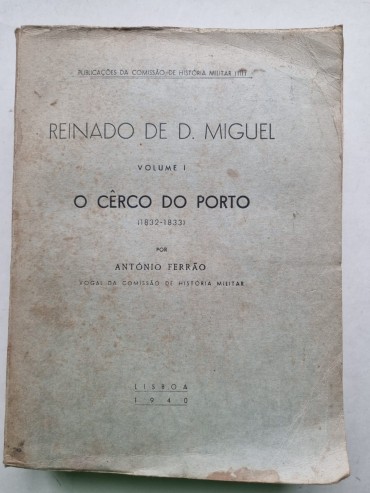 PUBLICAÇÕES DA COMISSÃO DE HISTÓRIA MILITAR
REINADO DE D. MIGUEL
VOLUME I
O CÊRCO DO PORTO
(1832-1833)
POR
ANTÓNIO FERRÃO
VOGAL DA COMISSÃO DE HISTÓRIA MILITAR
LISBOA
1940